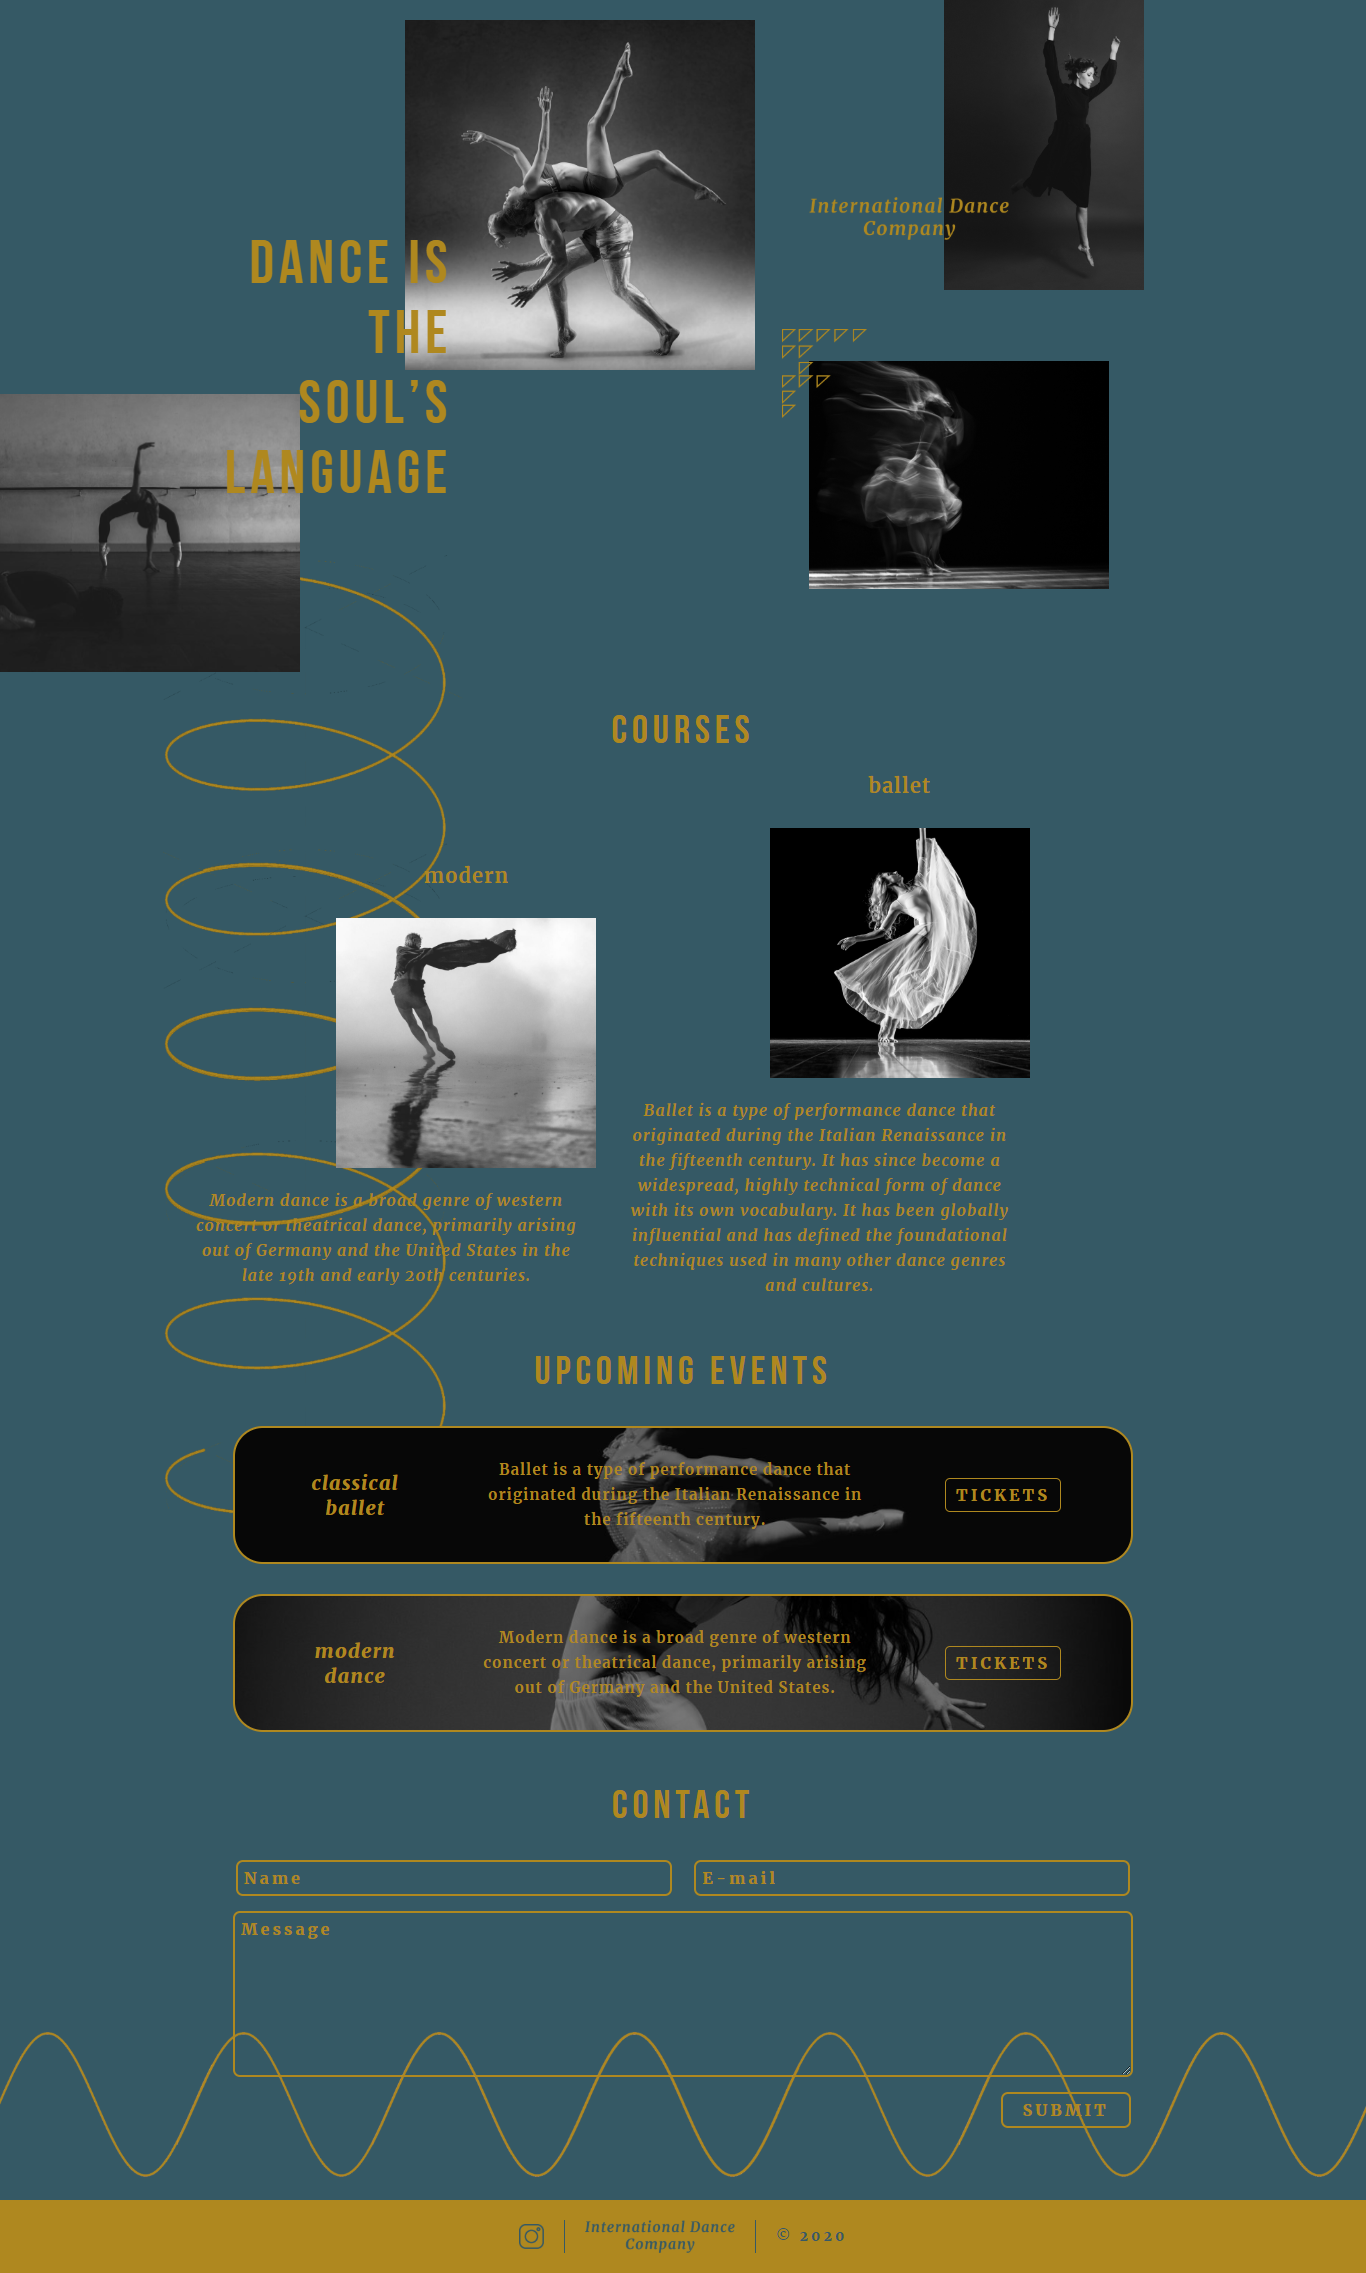 International Dance
Company
DANCE IS
THE
SOUL’S
LANGUAGE
COURSES
modern
Modern dance is a broad genre of western
concert or theatrical dance, primarily arising
out of Germany and the United States in the
late 19th and early 20th centuries.
ballet
Ballet is a type of performance dance that
originated during the Italian Renaissance in
the fifteenth century. It has since become a
widespread, highly technical form of dance
with its own vocabulary. It has been globally
influential and has defined the foundational
techniques used in many other dance genres
and cultures.
UPCOMING EVENTS
classical
ballet
Ballet is a type of performance dance that
originated during the Italian Renaissance in
the fifteenth century.
TICKETS
modern
dance
Modern dance is a broad genre of western
concert or theatrical dance, primarily arising
out of Germany and the United States.
TICKETS
CONTACT
Name
E-mail
Message
SUBMIT
International Dance
Company
© 2020